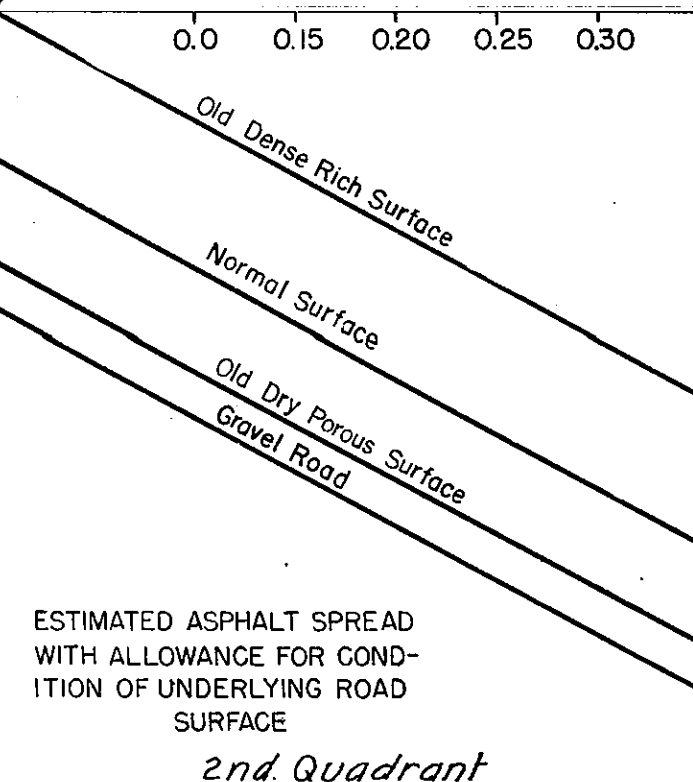 0.0 0.15 0.20 0.25 0.30
Old Dense Rich Surface
Normal Surface
Old Dry Porous Surface
Gravel Road
ESTIMATED ASPHALT SPREAD
WITH ALLOWANCE FOR COND-
ITION OF UNDERLYING ROAD
SURFACE
2nd. Quadrant